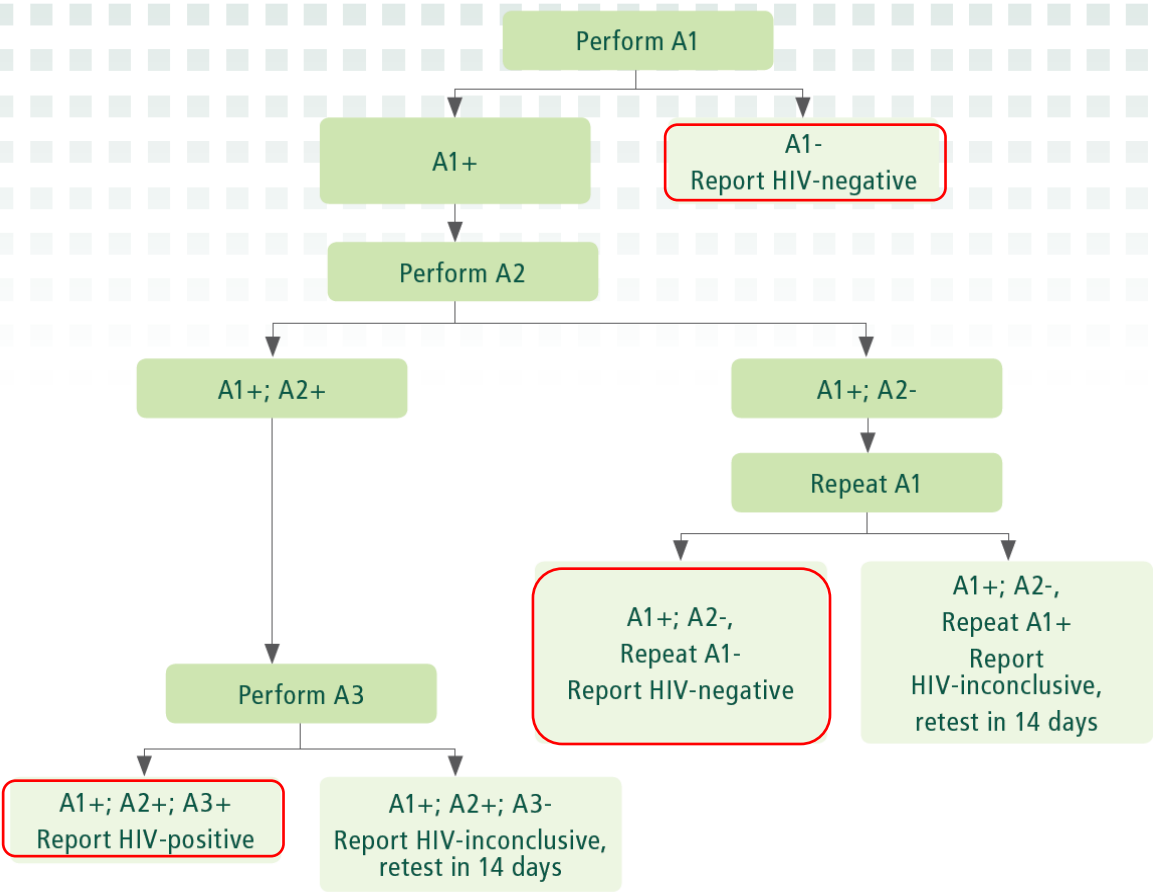 Perform A1
A1+
A1-
Report HIV-negative
Perform A2
A1+; A2+
A1+; A2-
Repeat A1
A1+; A2-,
Repeat A1-
Report HIV-negative
A1+; A2-,
Repeat A1+
Report
HIV-inconclusive,
retest in 14 days
Perform A3
A1+; A2+; A3+
Report HIV-positive
A1+; A2+; A3-
Report HIV-inconclusive,
retest in 14 days